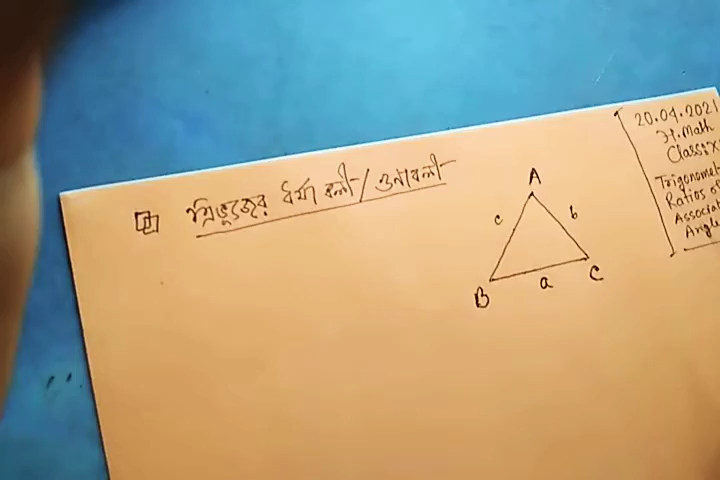 ত্রিভুজের ধর্মাবলী / গুনাবলী
A
c
b
B
a
C
20.04.2021
H.Math
Class:X
Trigonomet
Ratios of
Associat
Angle